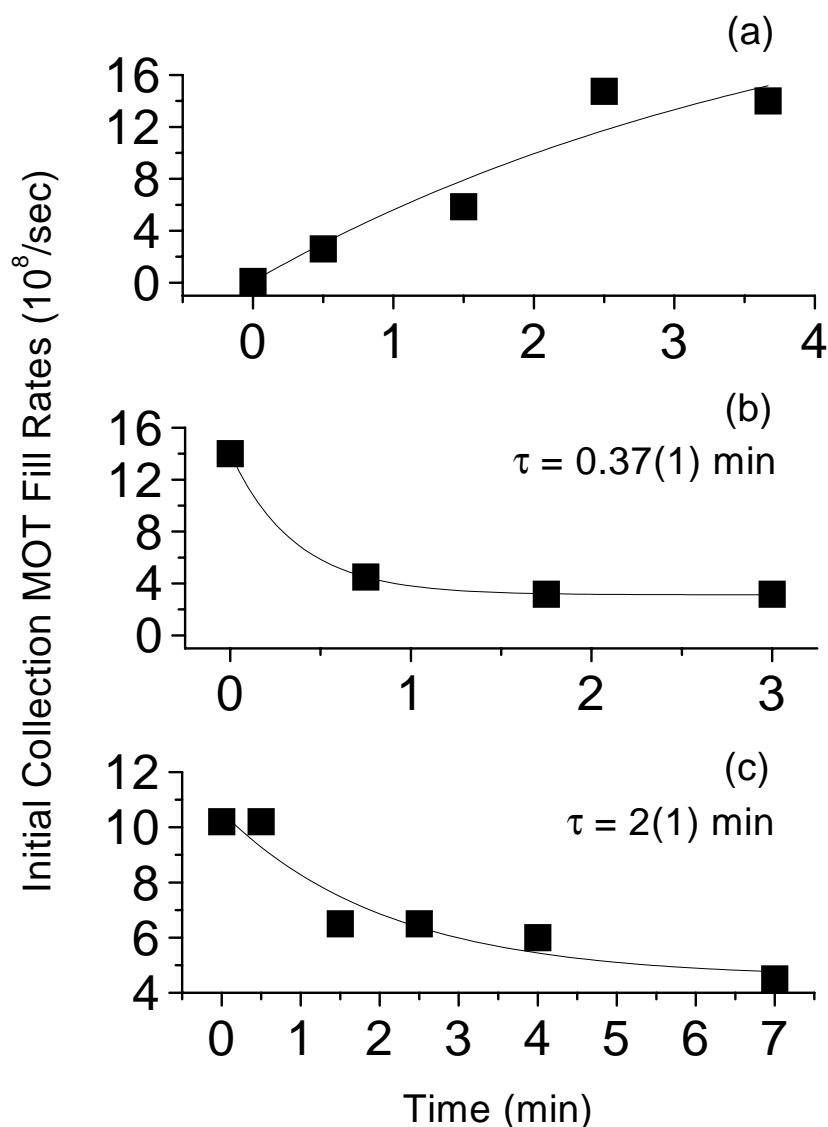 (a)
16
12
8
4
0
0 1 2 3 4
Initial Collection MOT Fill Rates (10⁸/sec)
(b)
τ = 0.37(1) min
16
12
8
4
0
0 1 2 3
(c)
τ = 2(1) min
12
10
8
6
4
0 1 2 3 4 5 6 7
Time (min)